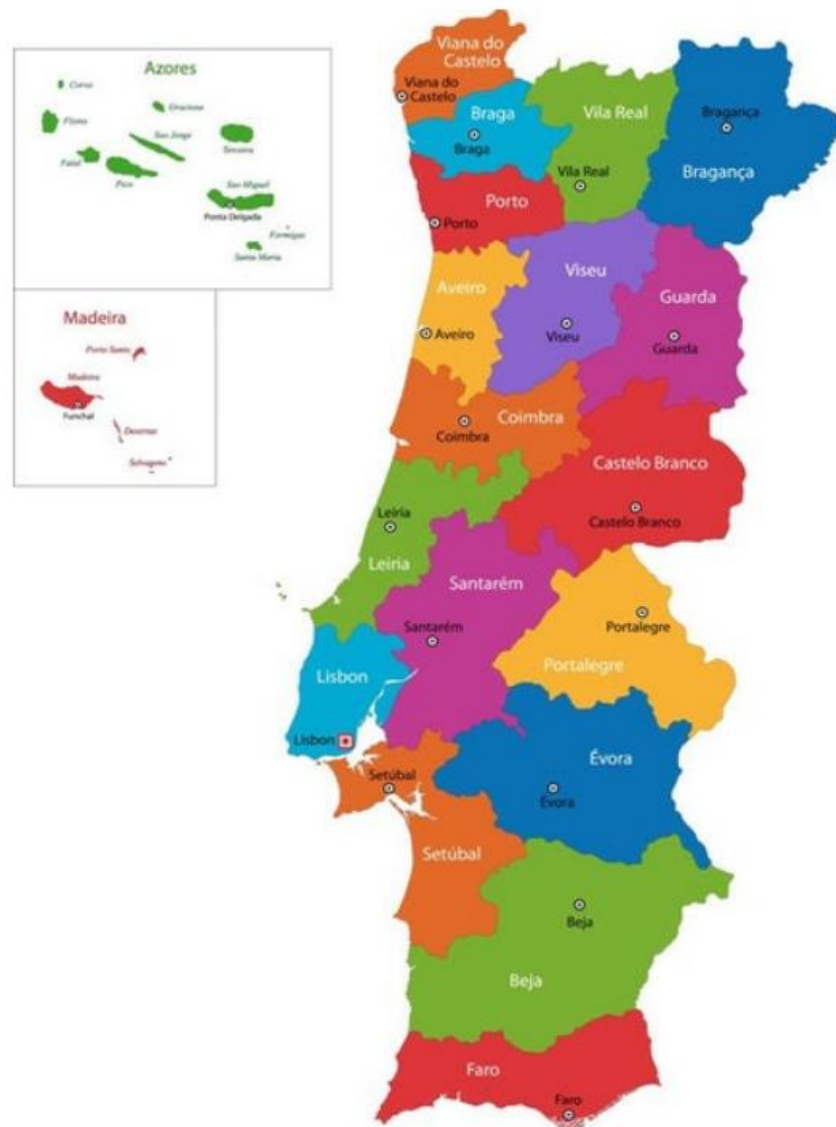 Azores
Corvo
Flores
Graciosa
Sao Jorge
Terceira
Faial
Pico
Sao Miguel
Ponta Delgada
Formigas
Santa Maria
Madeira
Porto Santo
Madeira
Funchal
Desertas
Selvagens
Viana do
Castelo
Viana do
Castelo
Braga
Braga
Vila Real
Vila Real
Bragança
Bragança
Porto
Porto
Aveiro
Aveiro
Viseu
Viseu
Guarda
Guarda
Coimbra
Coimbra
Castelo Branco
Castelo Branco
Leiria
Leiria
Santarém
Santarém
Portalegre
Portalegre
Lisbon
Lisbon
Setúbal
Setúbal
Évora
Évora
Beja
Beja
Faro
Faro